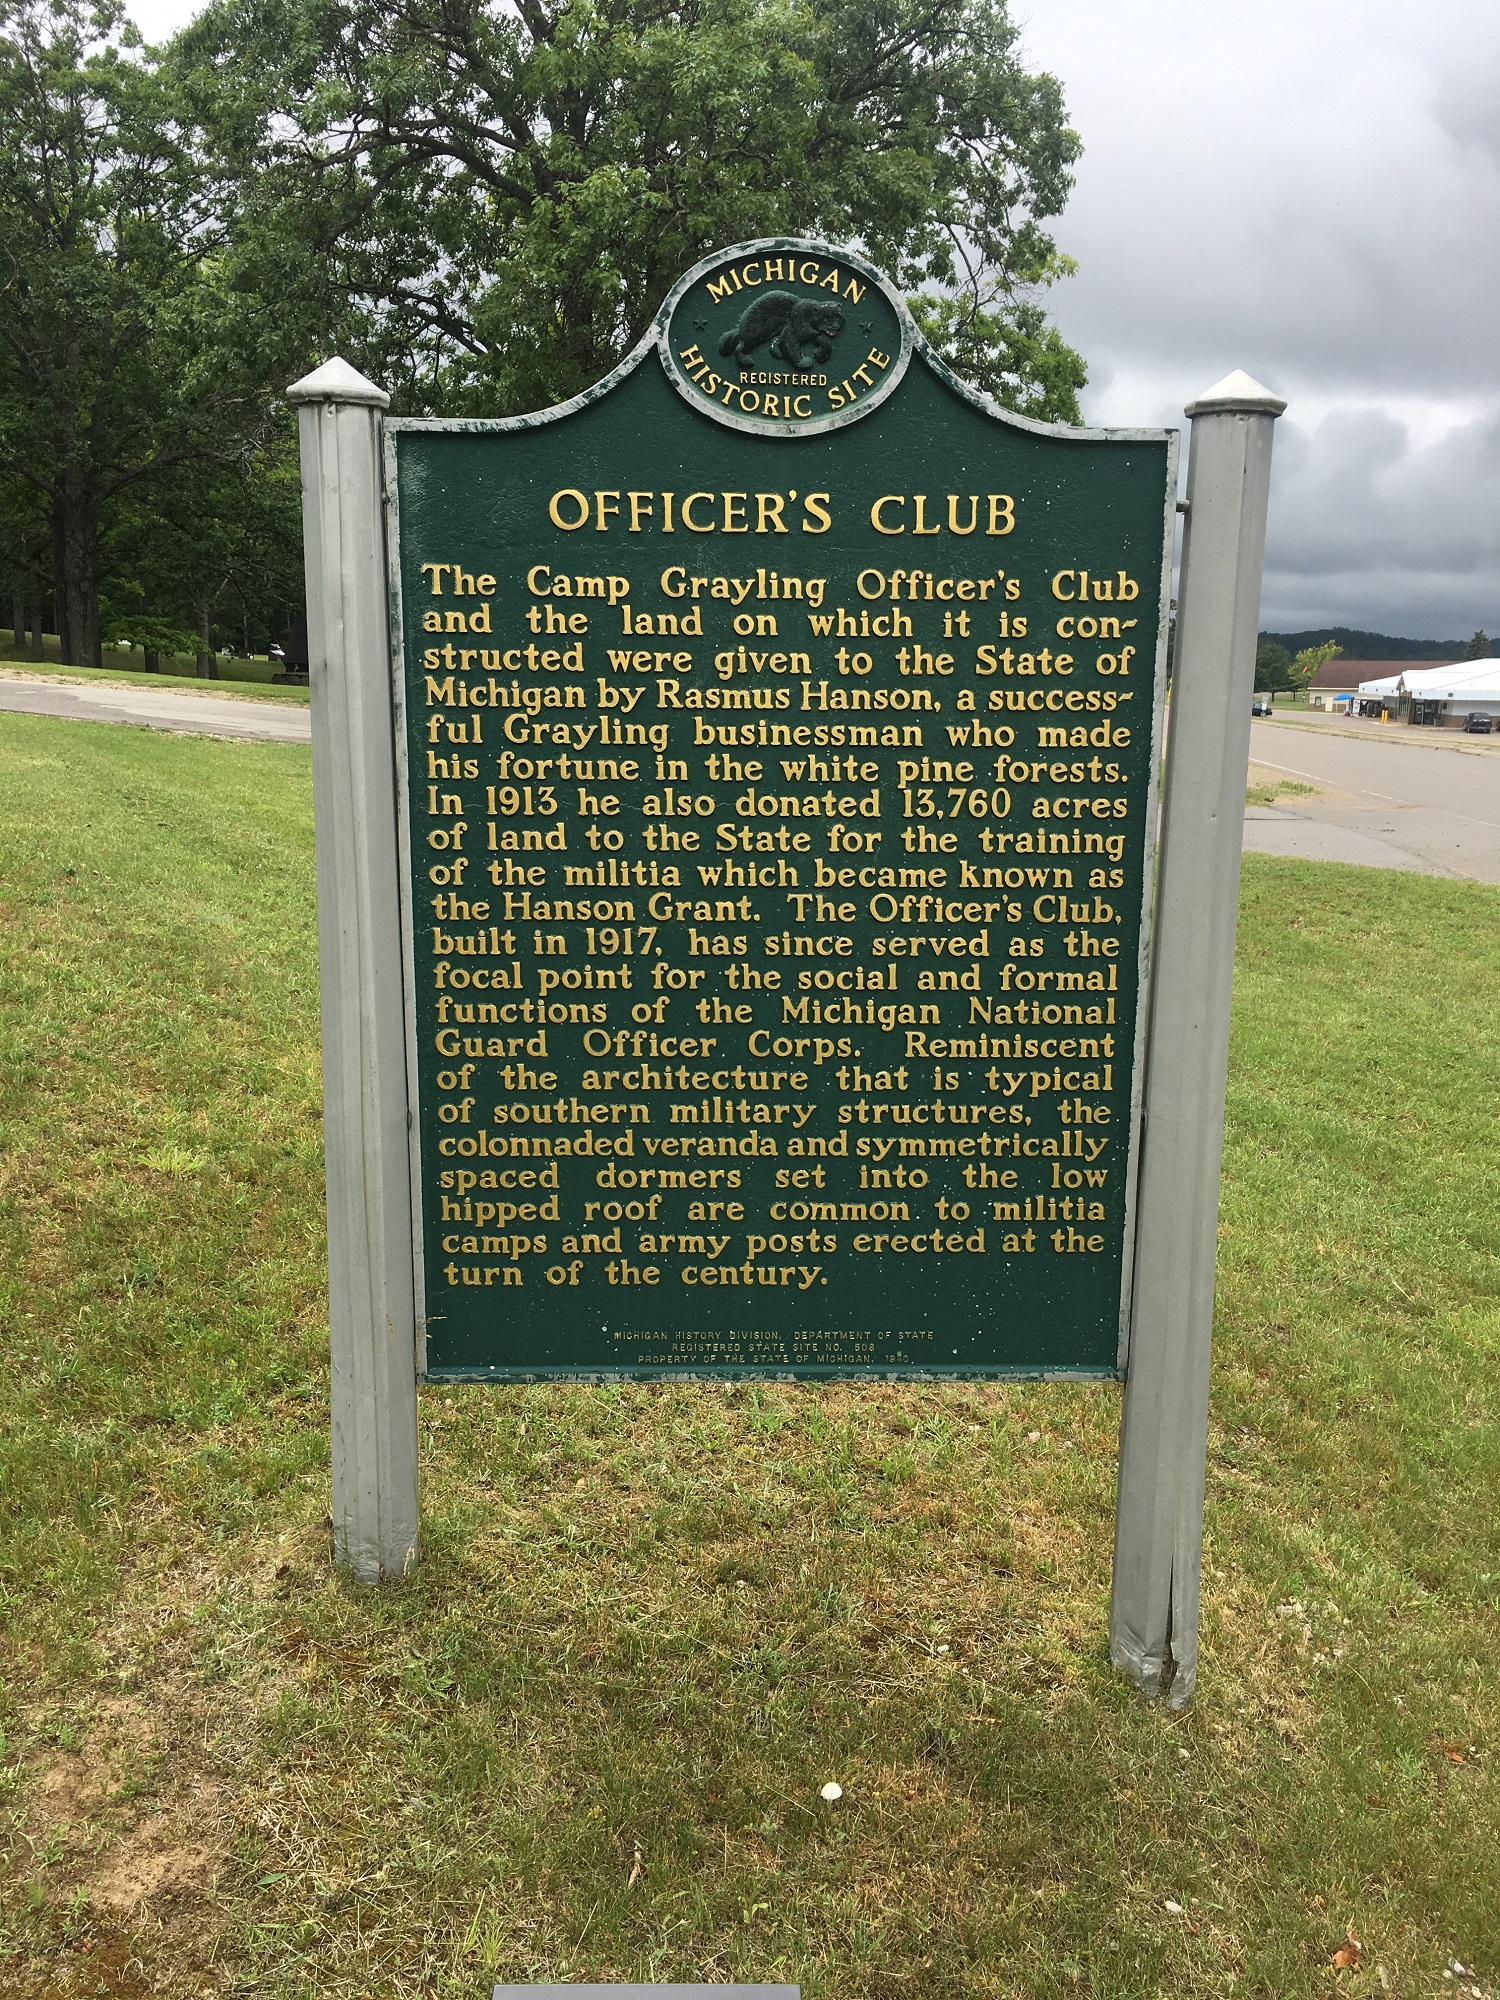 MICHIGAN
REGISTERED
HISTORIC SITE
OFFICER'S CLUB
The Camp Grayling Officer's Club
and the land on which it is con-
structed were given to the State of
Michigan by Rasmus Hanson, a success-
ful Grayling businessman who made
his fortune in the white pine forests.
In 1913 he also donated 13,760 acres
of land to the State for the training
of the militia which became known as
the Hanson Grant. The Officer's Club,
built in 1917, has since served as the
focal point for the social and formal
functions of the Michigan National
Guard Officer Corps. Reminiscent
of the architecture that is typical
of southern military structures, the
colonnaded veranda and symmetrically
spaced dormers set into the low
hipped roof are common to militia
camps and army posts erected at the
turn of the century.
MICHIGAN HISTORY DIVISION, DEPARTMENT OF STATE
REGISTERED STATE SITE NO. 508
PROPERTY OF THE STATE OF MICHIGAN, 1980